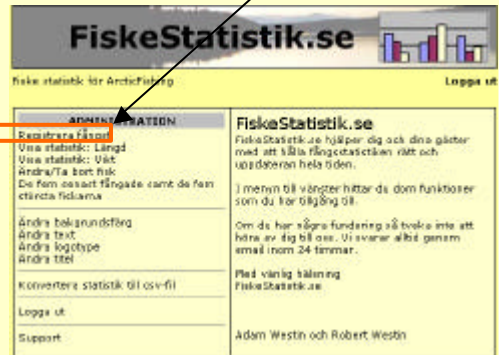 FiskeStatistik.se
fiske statistik för ArcticFishing
Logga ut
ADMINISTRATION
Registrera fångst
Visa statistik: Längd
Visa statistik: Vikt
Ändra/Ta bort fisk
De fem senast fångade samt de fem
största fiskarna
Ändra bakgrundsfärg
Ändra text
Ändra logotype
Ändra titel
Konvertera statistik till csv-fil
Logga ut
Support
FiskeStatistik.se
FiskeStatistik.se hjälper dig och dina gäster
med att hålla fångststatistiken rätt och
uppdateran hela tiden.
I menyn till vänster hittar du dom funktioner
som du har tillgång till.
Om du har några fundering så tveka inte att
höra av dig till oss. Vi svarar alltid genom
email inom 24 timmar.
Med vänlig hälsning
FiskeStatistik.se
Adam Westin och Robert Westin